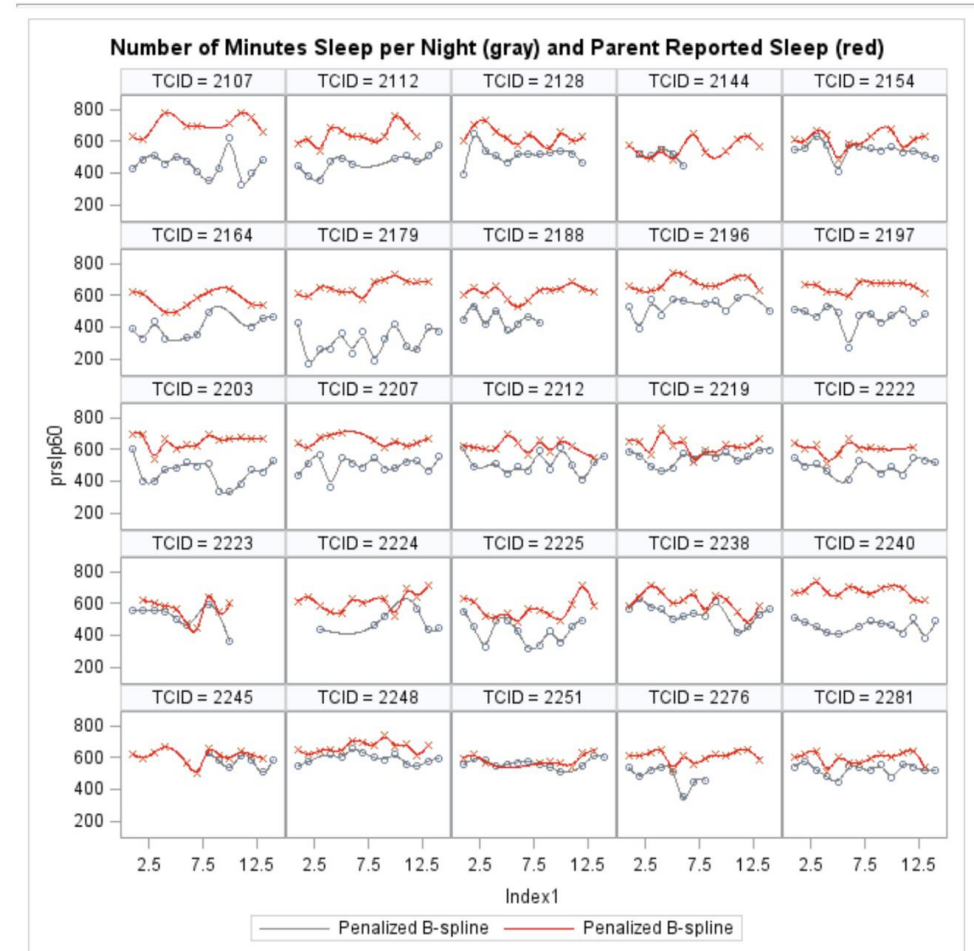 Number of Minutes Sleep per Night (gray) and Parent Reported Sleep (red)
TCID = 2107 TCID = 2112 TCID = 2128 TCID = 2144 TCID = 2154
800
600
400
200
TCID = 2164 TCID = 2179 TCID = 2188 TCID = 2196 TCID = 2197
800
600
400
200
TCID = 2203 TCID = 2207 TCID = 2212 TCID = 2219 TCID = 2222
800
600
400
200
prslp60
TCID = 2223 TCID = 2224 TCID = 2225 TCID = 2238 TCID = 2240
800
600
400
200
TCID = 2245 TCID = 2248 TCID = 2251 TCID = 2276 TCID = 2281
800
600
400
200
2.5 7.5 12.5 2.5 7.5 12.5 2.5 7.5 12.5 2.5 7.5 12.5 2.5 7.5 12.5
Index1
Penalized B-spline Penalized B-spline